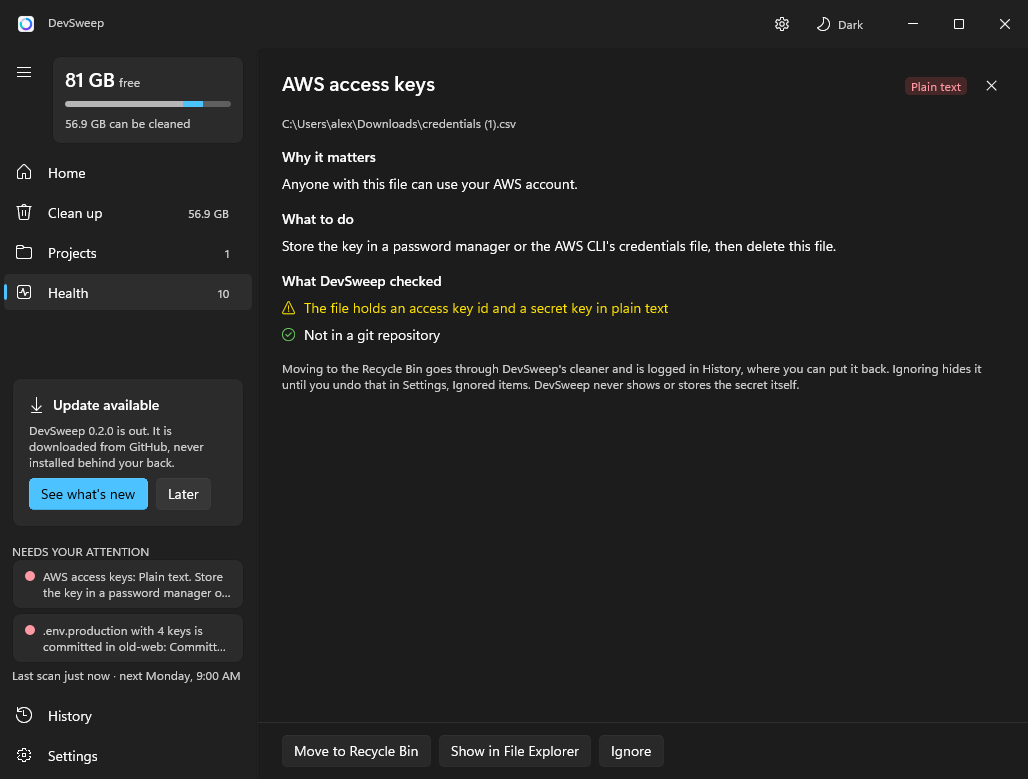 DevSweep
Dark
81 GB free
56.9 GB can be cleaned
Home
Clean up 56.9 GB
Projects 1
Health 10
Update available
DevSweep 0.2.0 is out. It is
downloaded from GitHub, never
installed behind your back.
See what's new
Later
NEEDS YOUR ATTENTION
AWS access keys: Plain text. Store
the key in a password manager o...
.env.production with 4 keys is
committed in old-web: Committ...
Last scan just now · next Monday, 9:00 AM
History
Settings
AWS access keys
Plain text
C:\Users\alex\Downloads\credentials (1).csv
Why it matters
Anyone with this file can use your AWS account.
What to do
Store the key in a password manager or the AWS CLI's credentials file, then delete this file.
What DevSweep checked
The file holds an access key id and a secret key in plain text
Not in a git repository
Moving to the Recycle Bin goes through DevSweep's cleaner and is logged in History, where you can put it back. Ignoring hides it
until you undo that in Settings, Ignored items. DevSweep never shows or stores the secret itself.
Move to Recycle Bin
Show in File Explorer
Ignore